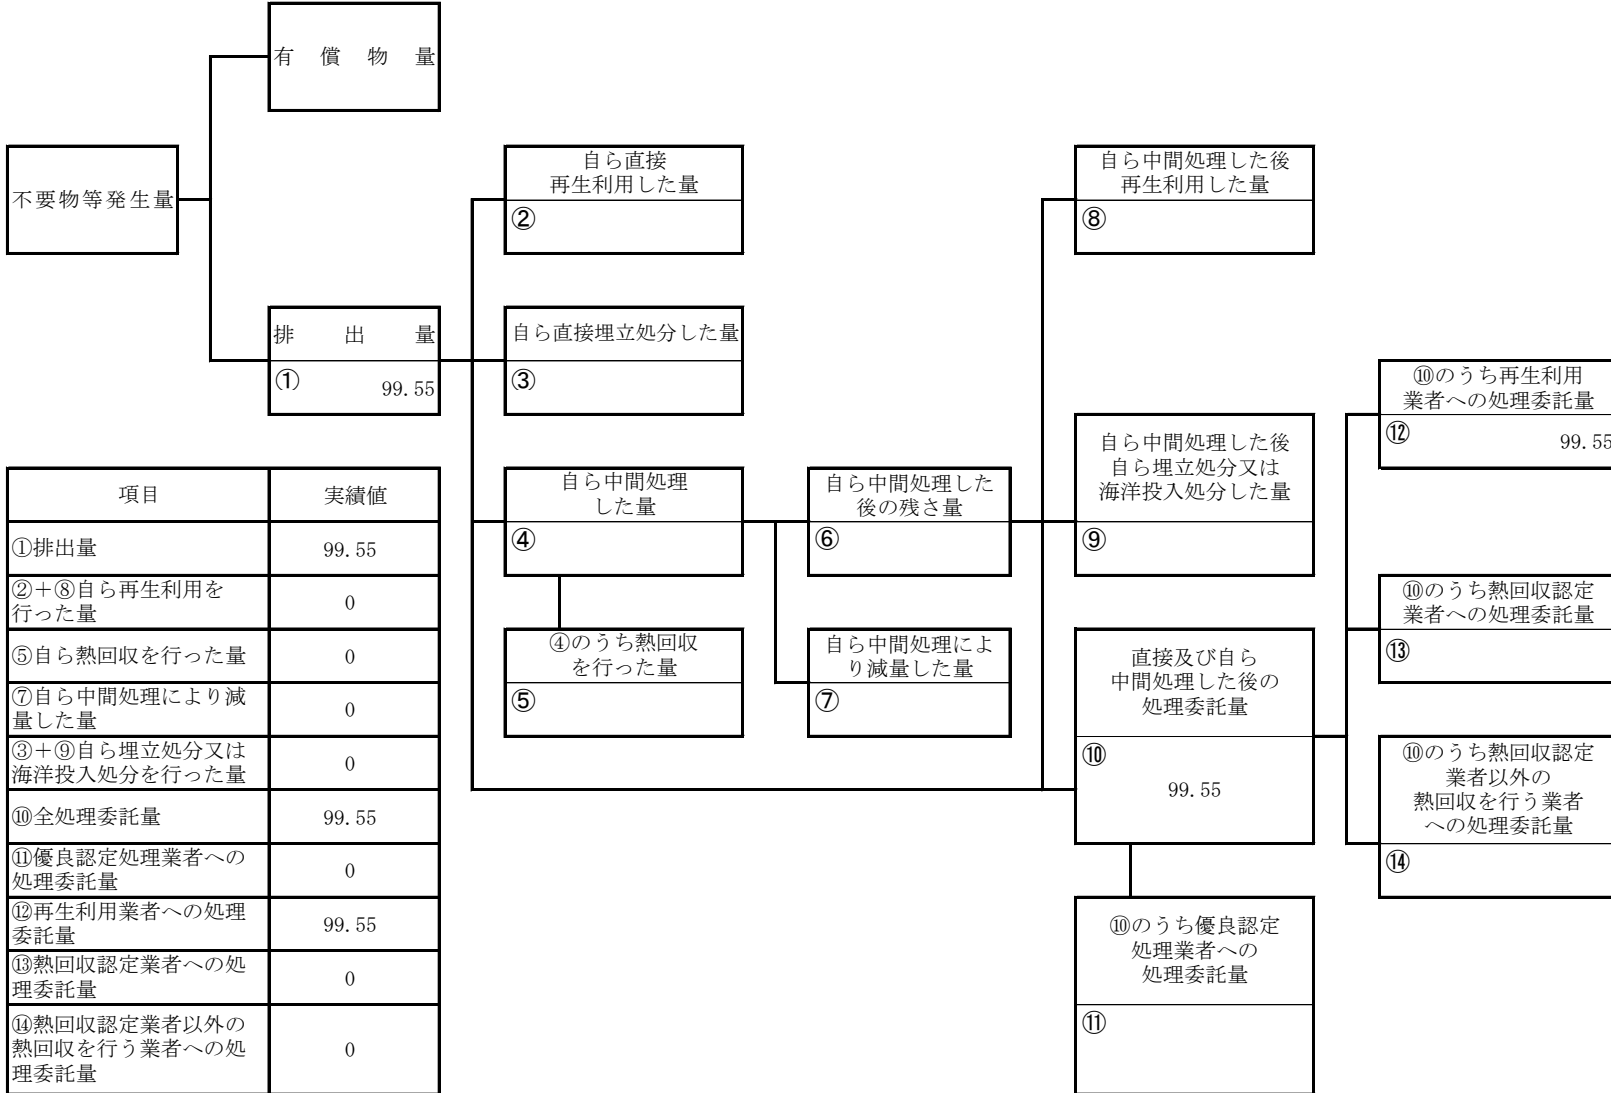 有償物量
不要物等発生量
排出量
① 99.55
自ら直接
再生利用した量
②
自ら直接埋立処分した量
③
自ら中間処理
した量
④
④のうち熱回収
を行った量
⑤
自ら中間処理した
後の残さ量
⑥
自ら中間処理によ
り減量した量
⑦
自ら中間処理した後
再生利用した量
⑧
自ら中間処理した後
自ら埋立処分又は
海洋投入処分した量
⑨
直接及び自ら
中間処理した後の
処理委託量
⑩
99.55
⑩のうち優良認定
処理業者への
処理委託量
⑪
⑩のうち再生利用
業者への処理委託量
⑫ 99.55
⑩のうち熱回収認定
業者への処理委託量
⑬
⑩のうち熱回収認定
業者以外の
熱回収を行う業者
への処理委託量
⑭
項目 実績値
①排出量 99.55
②＋⑧自ら再生利用を
行った量 0
⑤自ら熱回収を行った量 0
⑦自ら中間処理により減
量した量 0
③＋⑨自ら埋立処分又は
海洋投入処分を行った量 0
⑩全処理委託量 99.55
⑪優良認定処理業者への
処理委託量 0
⑫再生利用業者への処理
委託量 99.55
⑬熱回収認定業者への処
理委託量 0
⑭熱回収認定業者以外の
熱回収を行う業者への処
理委託量 0